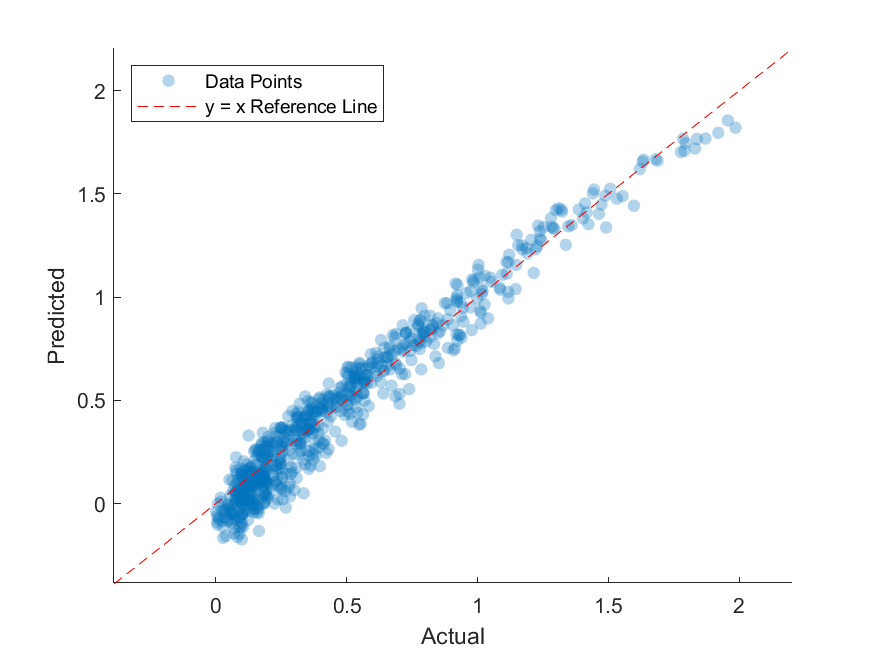 Data Points
y = x Reference Line
2
1.5
1
0.5
0
Predicted
0
0.5
1
1.5
2
Actual